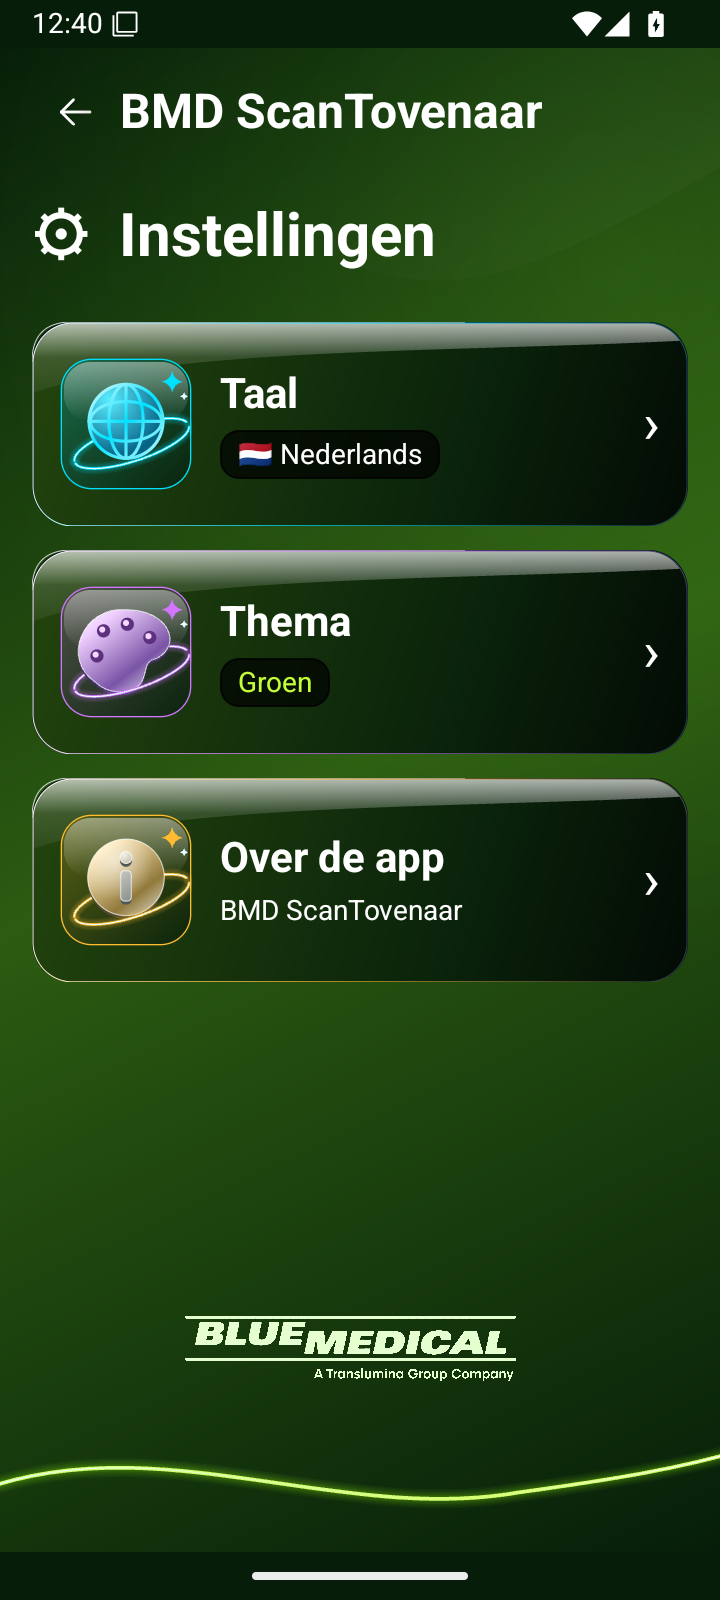 12:40
BMD ScanTovenaar
Instellingen
Taal
🇳🇱 Nederlands
Thema
Groen
Over de app
BMD ScanTovenaar
BLUEMEDICAL
A Translumina Group Company